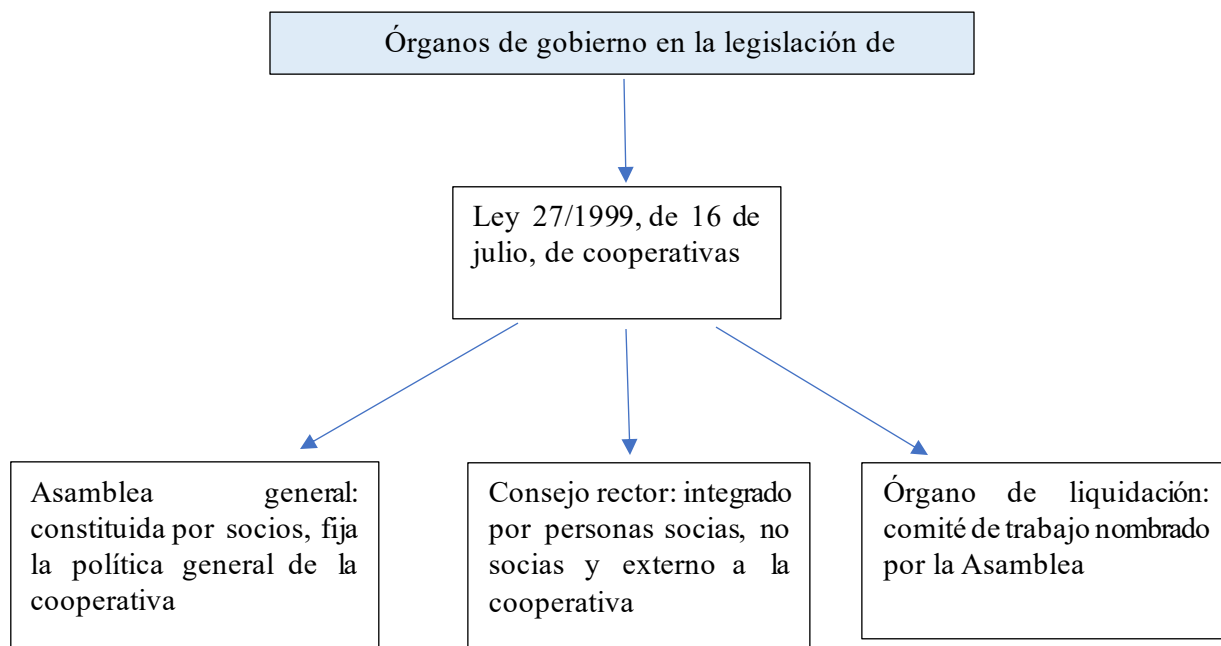 Órganos de gobierno en la legislación de
Ley 27/1999, de 16 de
julio, de cooperativas
Asamblea general:
constituida por socios, fija
la política general de la
cooperativa
Consejo rector: integrado
por personas socias, no
socias y externo a la
cooperativa
Órgano de liquidación:
comité de trabajo nombrado
por la Asamblea